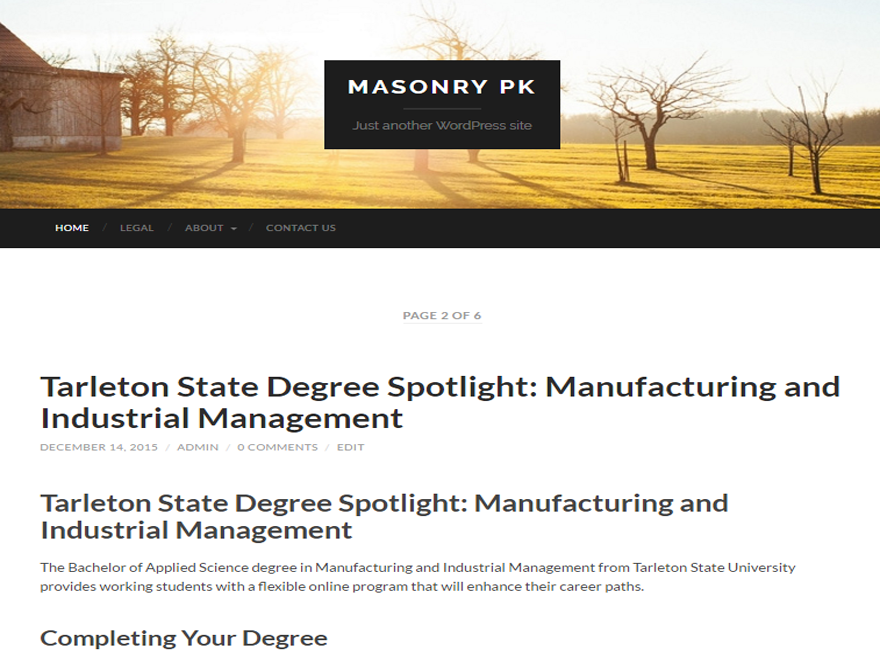 MASONRY PK
Just another WordPress site
HOME / LEGAL / ABOUT / CONTACT US
PAGE 2 OF 6
Tarleton State Degree Spotlight: Manufacturing and
Industrial Management
DECEMBER 14, 2015 / ADMIN / 0 COMMENTS / EDIT
Tarleton State Degree Spotlight: Manufacturing and
Industrial Management
The Bachelor of Applied Science degree in Manufacturing and Industrial Management from Tarleton State University
provides working students with a flexible online program that will enhance their career paths.
Completing Your Degree